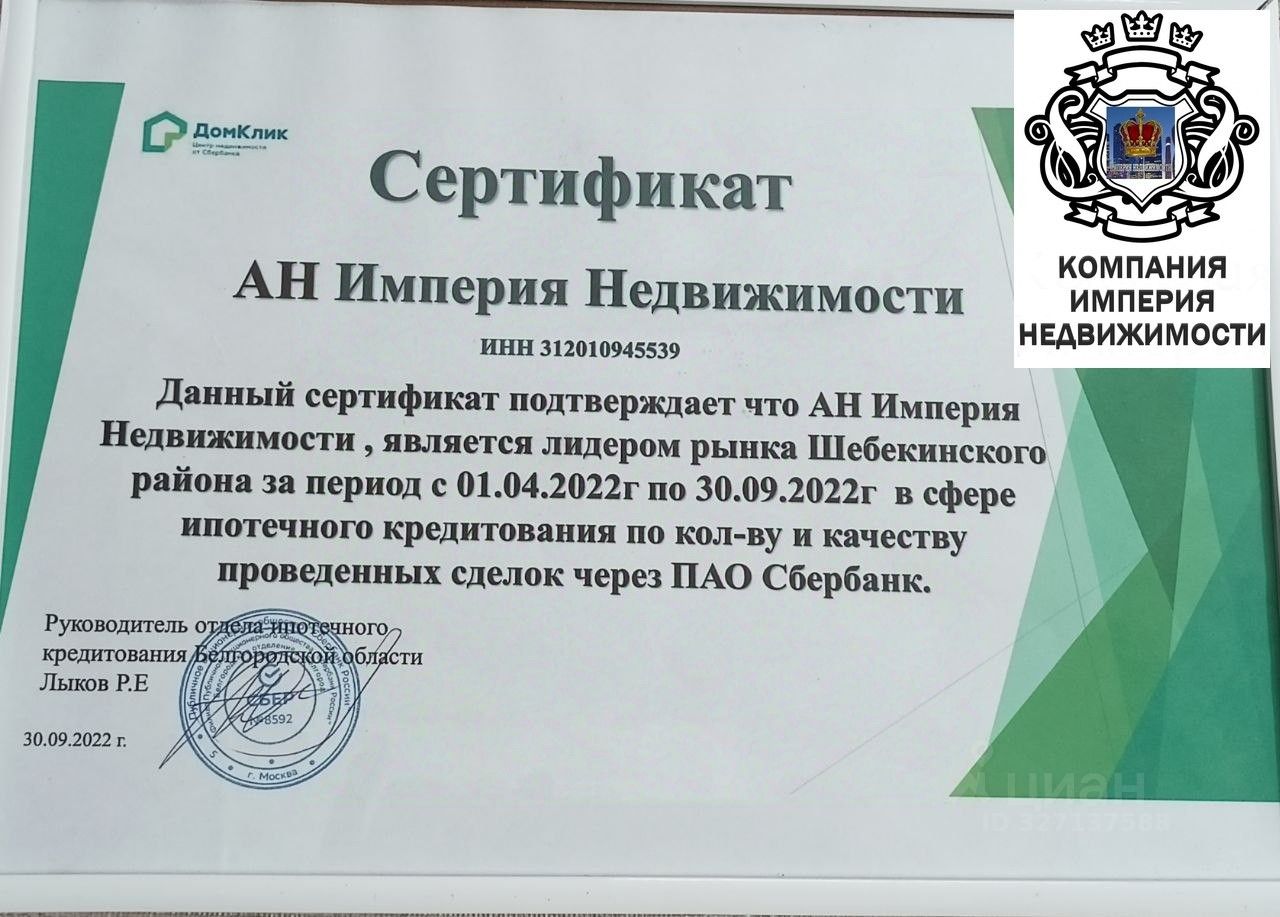 ДомКлик
Центр недвижимости
от Сбербанка
Сертификат
АН Империя Недвижимости
ИНН 312010945539
Данный сертификат подтверждает что АН Империя
Недвижимости , является лидером рынка Шебекинского
района за период с 01.04.2022г по 30.09.2022г в сфере
ипотечного кредитования по кол-ву и качеству
проведенных сделок через ПАО Сбербанк.
Руководитель отдела ипотечного
кредитования Белгородской области
Лыков Р.Е
30.09.2022 г.
СБЕР
№8592
г. Москва
КОМПАНИЯ
ИМПЕРИЯ
НЕДВИЖИМОСТИ
циан
ID 327137588